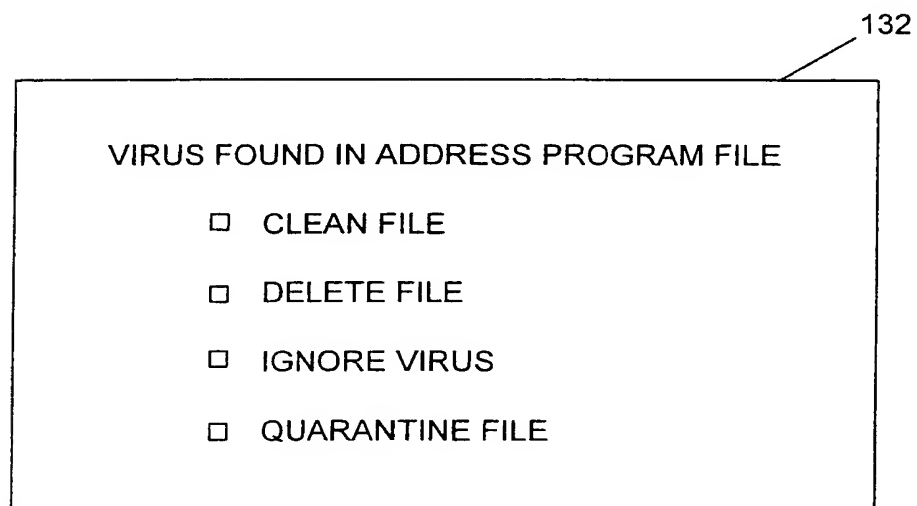 132
VIRUS FOUND IN ADDRESS PROGRAM FILE
CLEAN FILE
DELETE FILE
IGNORE VIRUS
QUARANTINE FILE